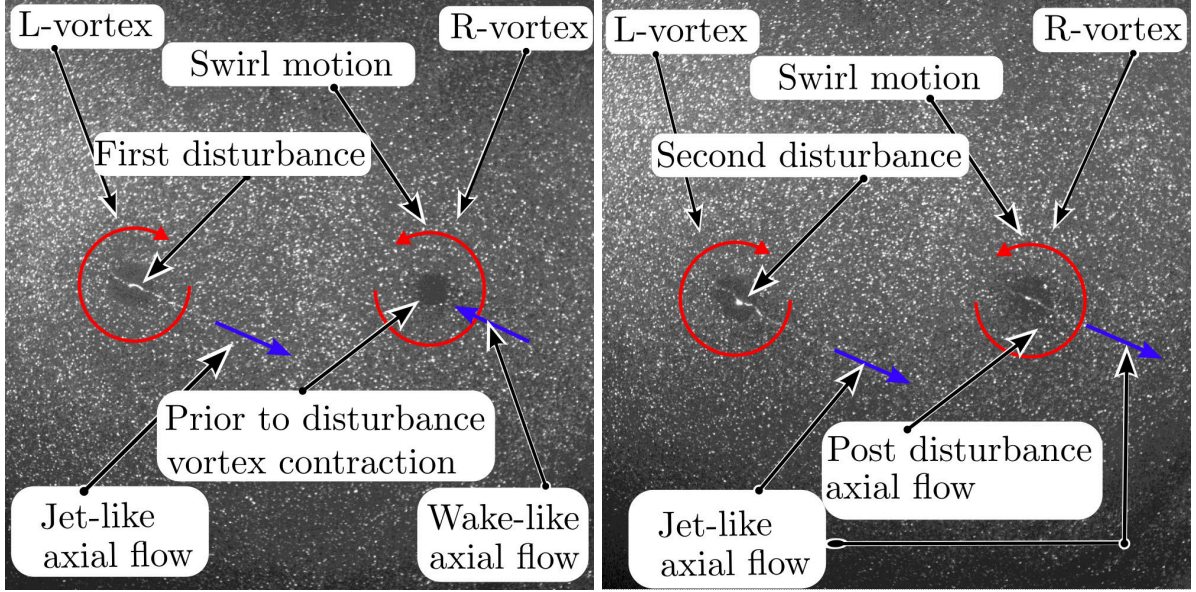 L-vortex
R-vortex
Swirl motion
First disturbance
Prior to disturbance
vortex contraction
Jet-like
axial flow
Wake-like
axial flow
L-vortex
R-vortex
Swirl motion
Second disturbance
Post disturbance
axial flow
Jet-like
axial flow